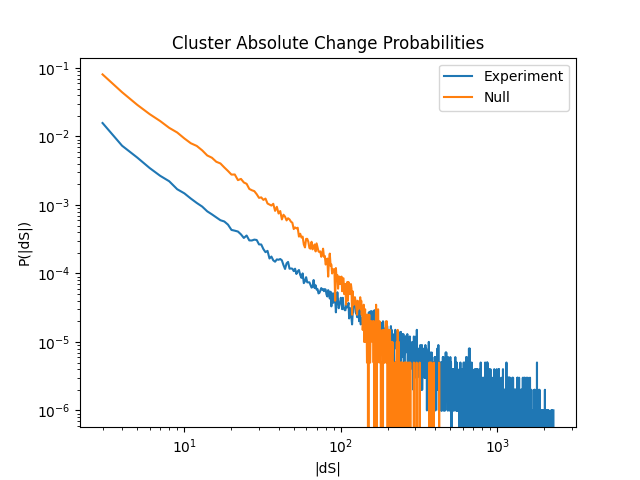 Cluster Absolute Change Probabilities
Experiment
Null
P(|dS|)
10⁻¹
10⁻²
10⁻³
10⁻⁴
10⁻⁵
10⁻⁶
10¹
10²
10³
|dS|